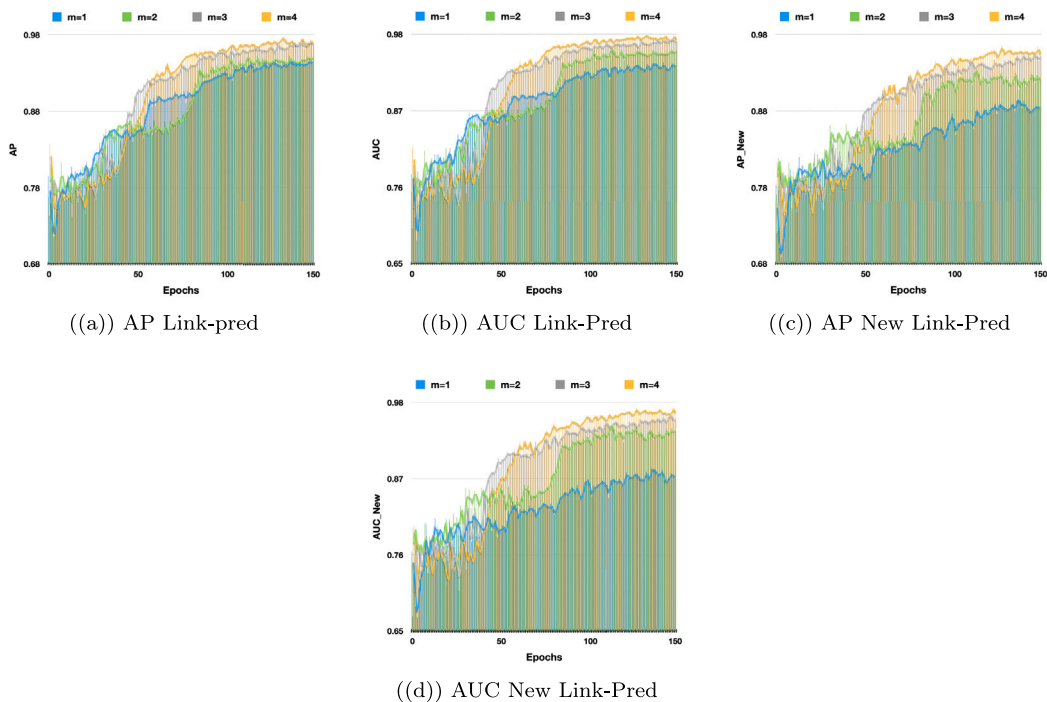 m=1 m=2 m=3 m=4
0.98
0.88
0.78
0.68
AP
0 50 100 150
Epochs
((a)) AP Link-pred
m=1 m=2 m=3 m=4
0.98
0.87
0.76
0.65
AUC
0 50 100 150
Epochs
((b)) AUC Link-Pred
m=1 m=2 m=3 m=4
0.98
0.88
0.78
0.68
AP_New
0 50 100 150
Epochs
((c)) AP New Link-Pred
m=1 m=2 m=3 m=4
0.98
0.87
0.76
0.65
AUC_New
0 50 100 150
Epochs
((d)) AUC New Link-Pred